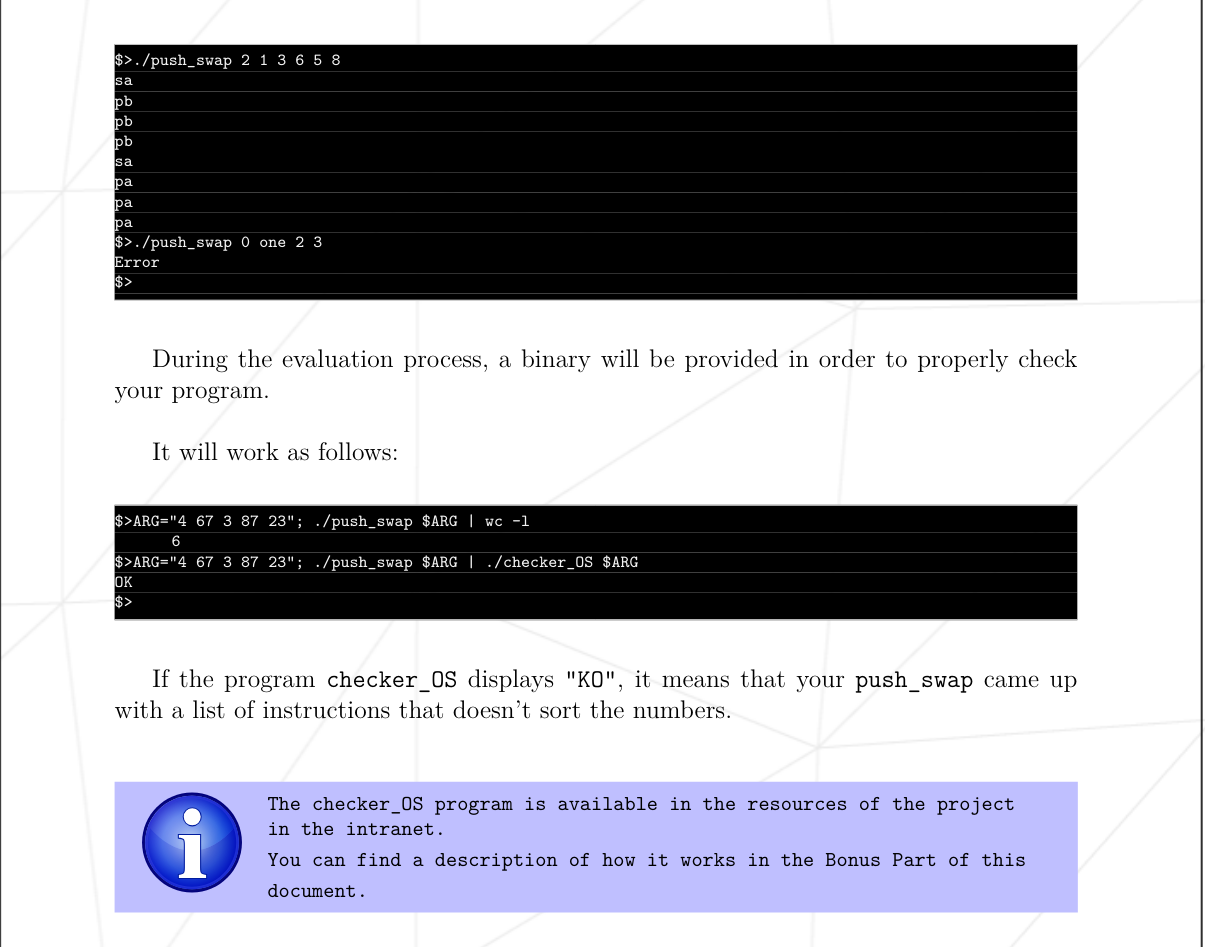 $>./push_swap 2 1 3 6 5 8
sa
pb
pb
pb
sa
pa
pa
pa
$>./push_swap 0 one 2 3
Error
$>
During the evaluation process, a binary will be provided in order to properly check
your program.
It will work as follows:
$>ARG="4 67 3 87 23"; ./push_swap $ARG | wc -l
6
$>ARG="4 67 3 87 23"; ./push_swap $ARG | ./checker_OS $ARG
OK
$>
If the program checker_OS displays "KO", it means that your push_swap came up
with a list of instructions that doesn't sort the numbers.
The checker_OS program is available in the resources of the project
in the intranet.
You can find a description of how it works in the Bonus Part of this
document.